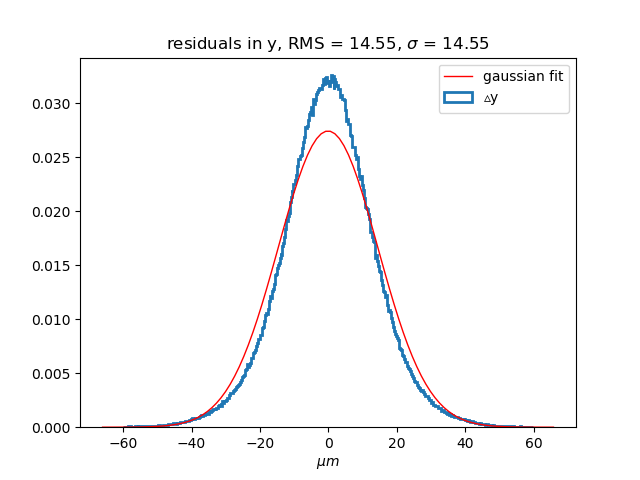 residuals in y, RMS = 14.55, σ = 14.55
gaussian fit
▵y
0.030
0.025
0.020
0.015
0.010
0.005
0.000
−60 −40 −20 0 20 40 60
μm